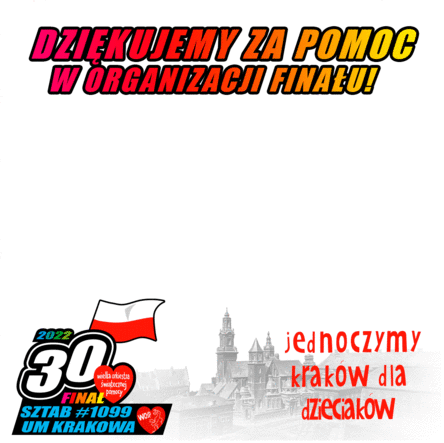 DZIĘKUJEMY ZA POMOC
W ORGANIZACJI FINAŁU!
2022
30
FINAŁ
wielka orkiestra
świątecznej
pomocy
SZTAB #1099
UM KRAKOWA
WOŚP
jednoczymy
kraków dla
dzieciaków